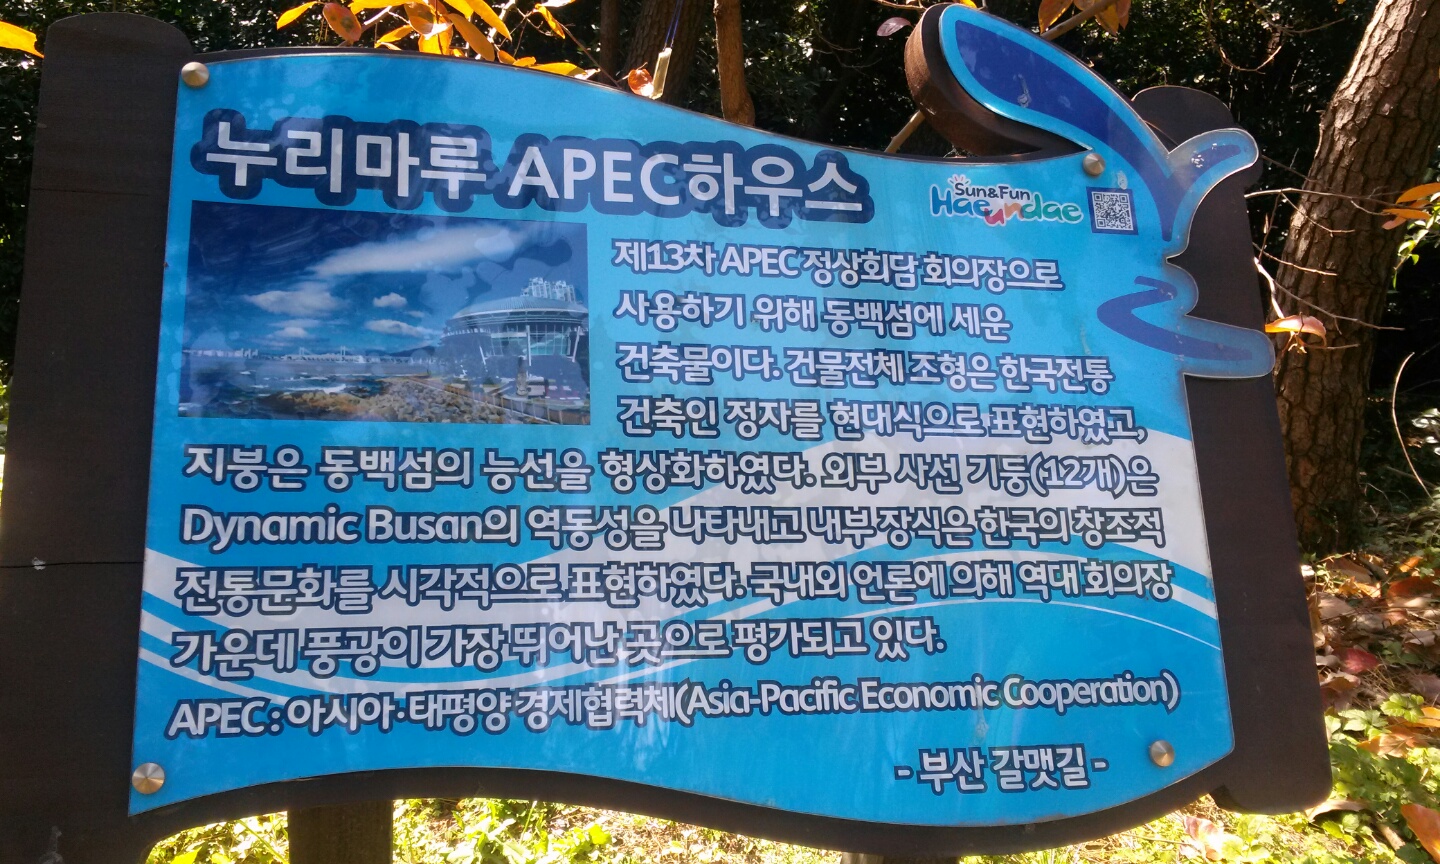 누리마루 APEC하우스
Sun&Fun
Haeundae
제13차 APEC 정상회담 회의장으로
사용하기 위해 동백섬에 세운
건축물이다. 건물전체 조형은 한국전통
건축인 정자를 현대식으로 표현하였고,
지붕은 동백섬의 능선을 형상화하였다. 외부 사선 기둥(12개)은
Dynamic Busan의 역동성을 나타내고 내부 장식은 한국의 창조적
전통문화를 시각적으로 표현하였다. 국내외 언론에 의해 역대 회의장
가운데 풍광이 가장 뛰어난 곳으로 평가되고 있다.
APEC : 아시아·태평양 경제협력체(Asia-Pacific Economic Cooperation)
- 부산 갈맷길 -